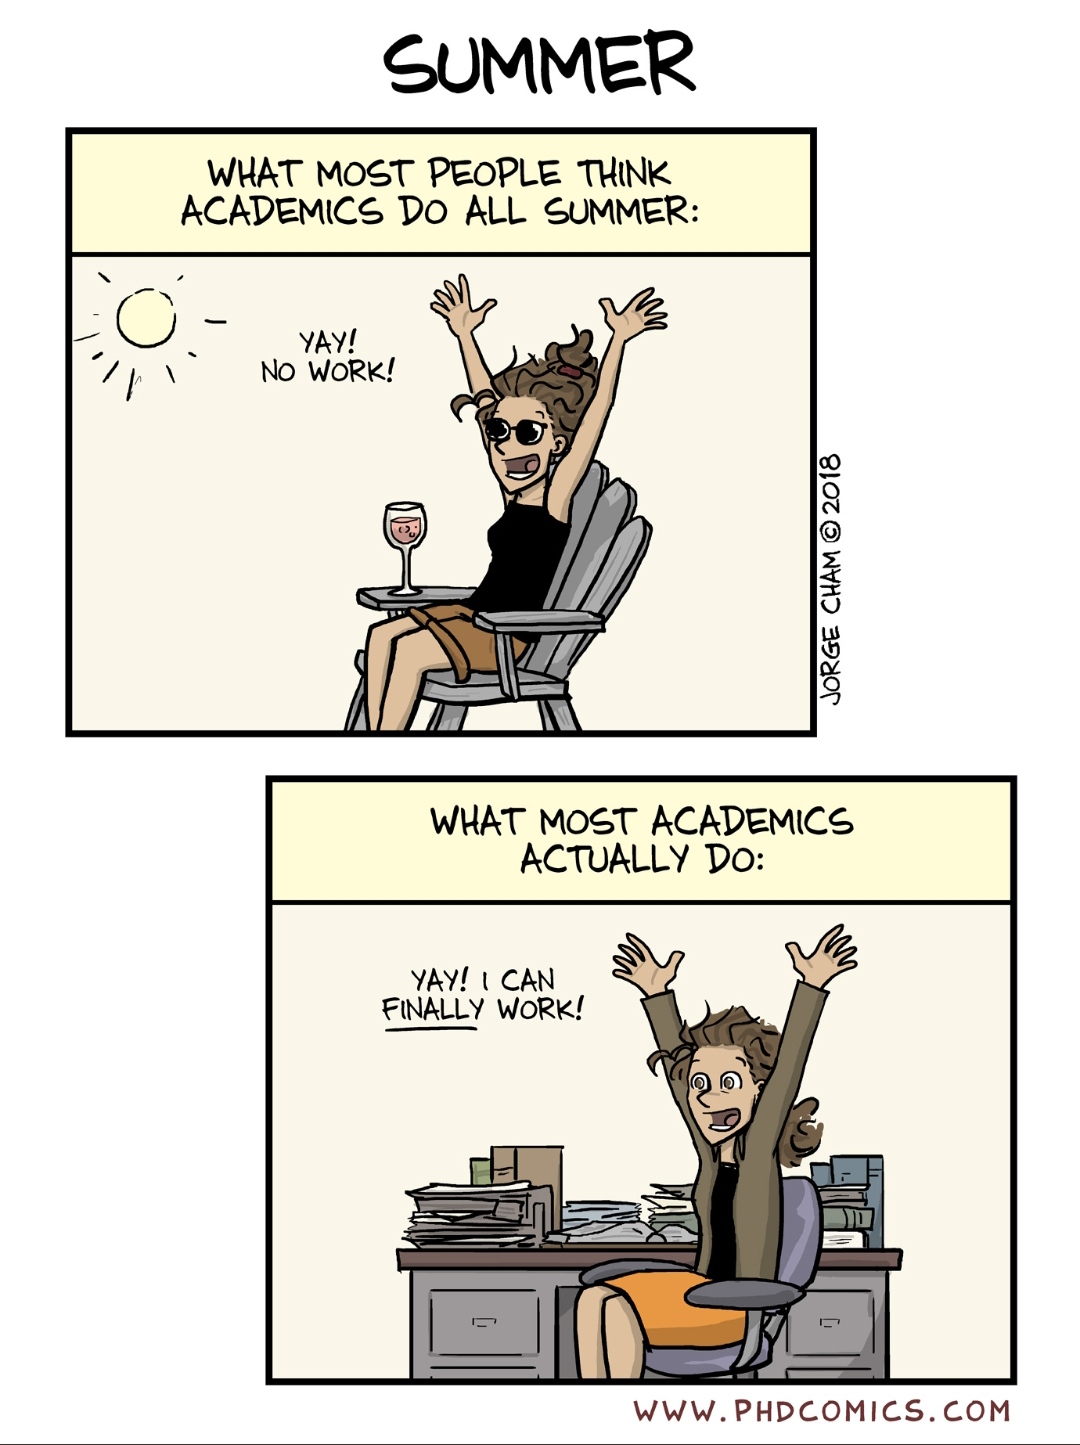 SUMMER
WHAT MOST PEOPLE THINK
ACADEMICS DO ALL SUMMER:
YAY!
NO WORK!
JORGE CHAM © 2018
WHAT MOST ACADEMICS
ACTUALLY DO:
YAY! I CAN
FINALLY WORK!
WWW.PHDCOMICS.COM